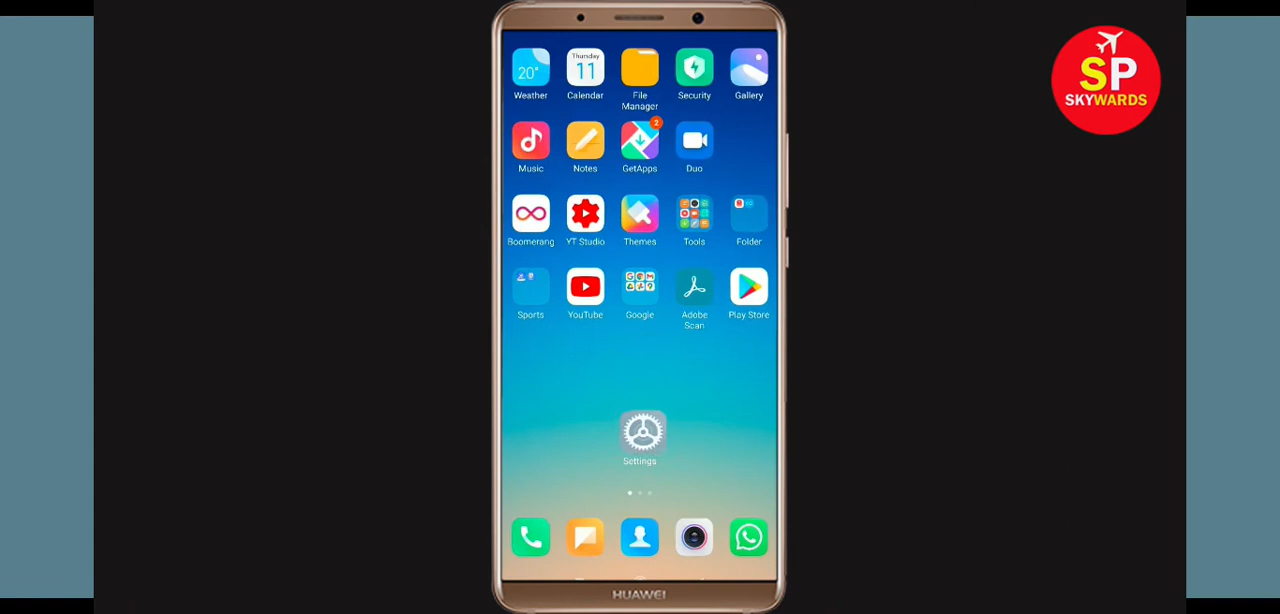 SP
SKYWARDS
20°
Thursday
11
Weather
Calendar
File
Manager
Security
Gallery
2
Music
Notes
GetApps
Duo
Boomerang
YT Studio
Themes
Tools
Folder
Sports
YouTube
Google
Adobe
Scan
Play Store
Settings
HUAWEI